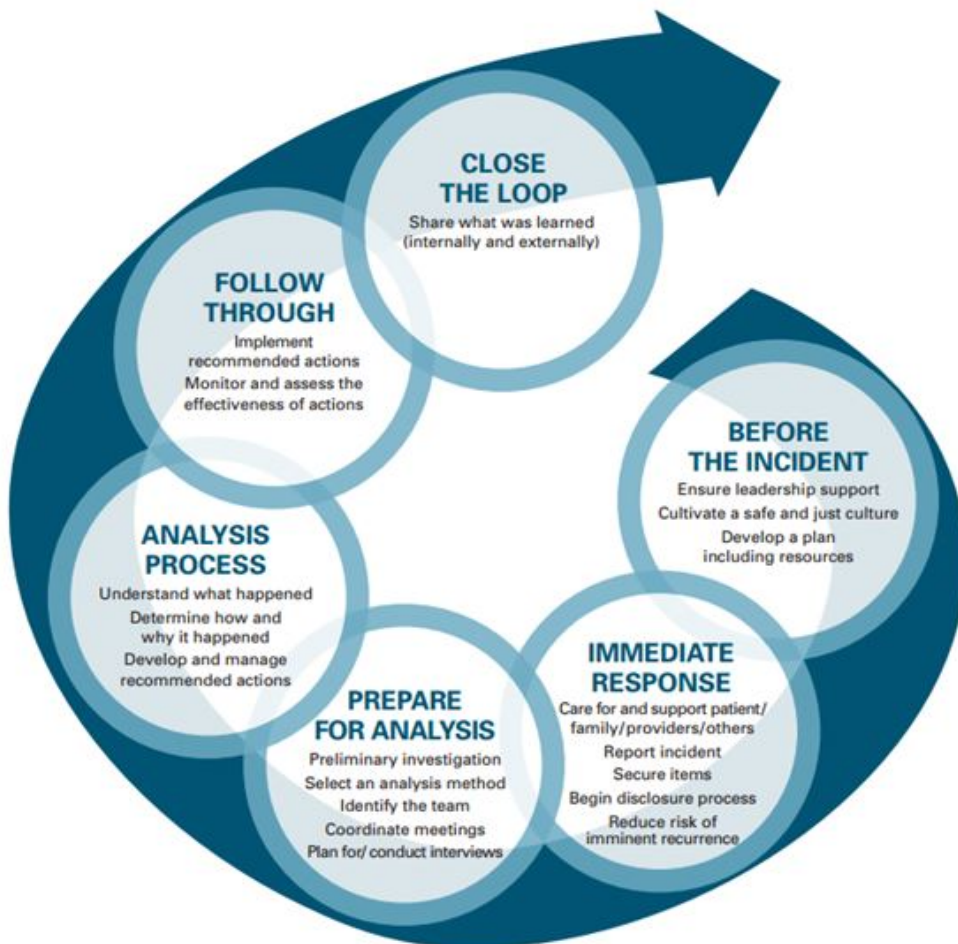 CLOSE
THE LOOP
Share what was learned
(internally and externally)
FOLLOW
THROUGH
Implement
recommended actions
Monitor and assess the
effectiveness of actions
BEFORE
THE INCIDENT
Ensure leadership support
Cultivate a safe and just culture
Develop a plan
including resources
ANALYSIS
PROCESS
Understand what happened
Determine how and
why it happened
Develop and manage
recommended actions
IMMEDIATE
RESPONSE
Care for and support patient/
family/providers/others
Report incident
Secure items
Begin disclosure process
Reduce risk of
imminent recurrence
PREPARE
FOR ANALYSIS
Preliminary investigation
Select an analysis method
Identify the team
Coordinate meetings
Plan for/ conduct interviews